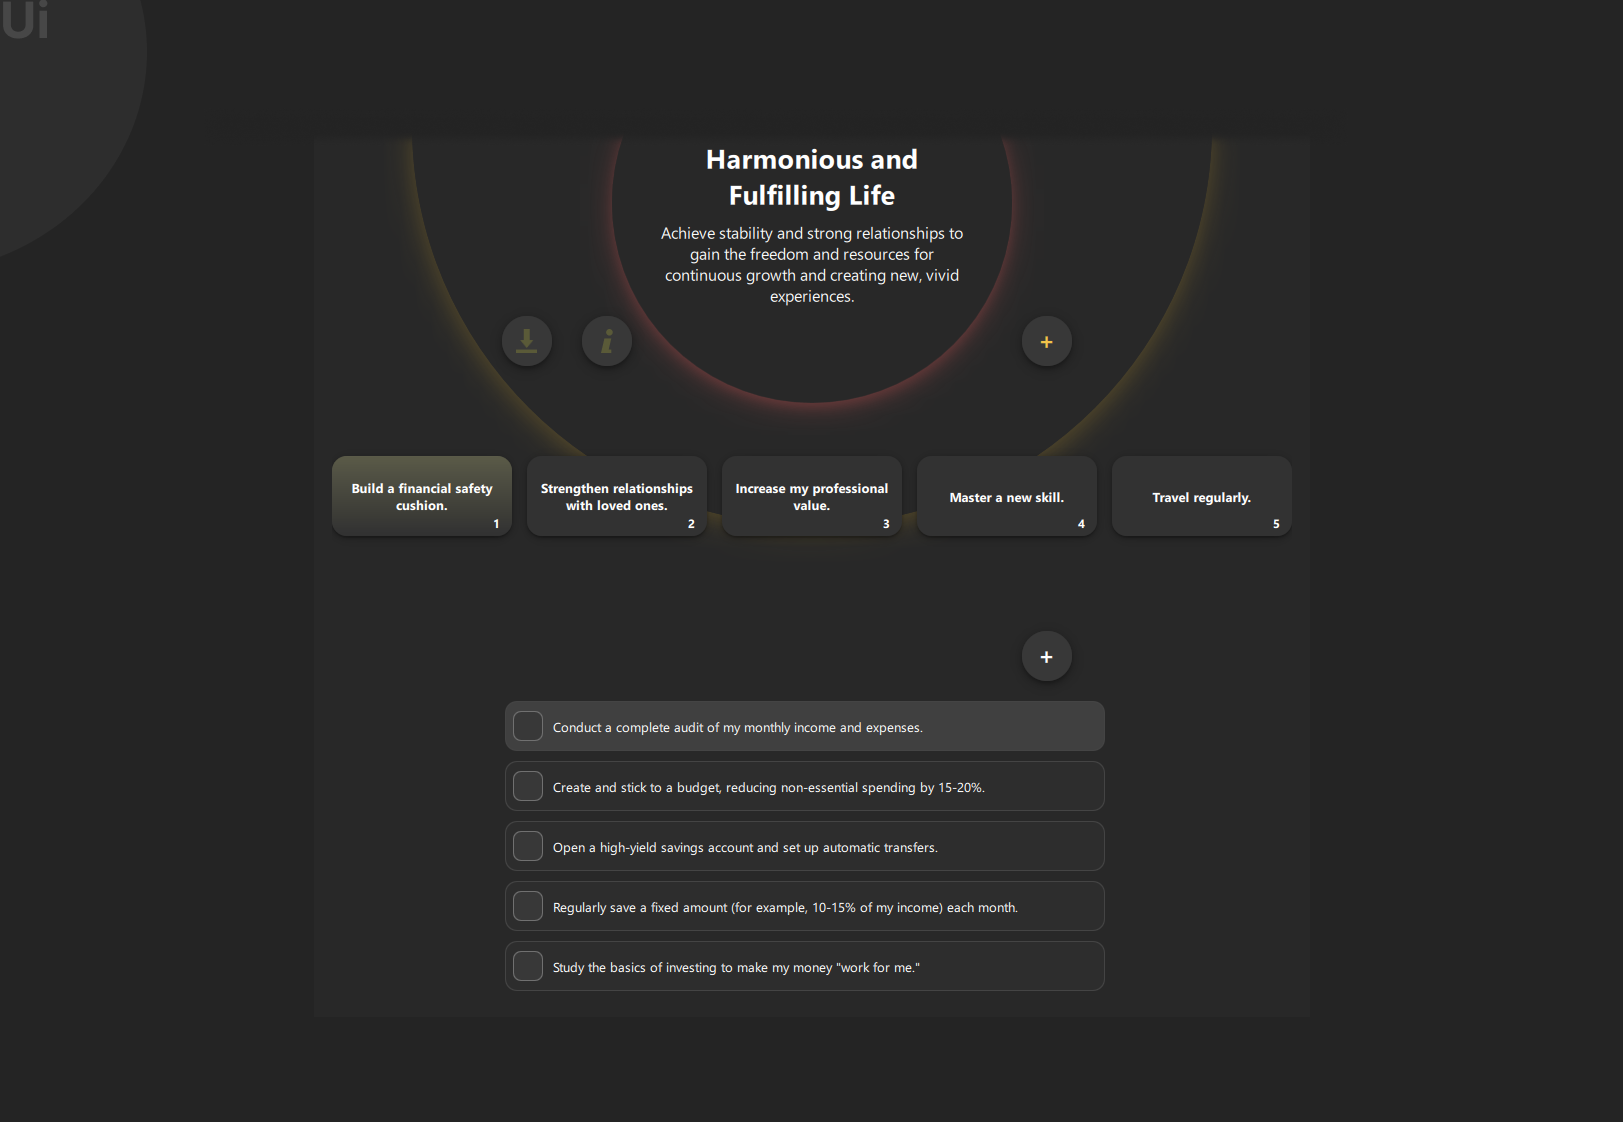 Ui
Harmonious and
Fulfilling Life
Achieve stability and strong relationships to
gain the freedom and resources for
continuous growth and creating new, vivid
experiences.
i
+
Build a financial safety
cushion.
1
Strengthen relationships
with loved ones.
2
Increase my professional
value.
3
Master a new skill.
4
Travel regularly.
5
+
Conduct a complete audit of my monthly income and expenses.
Create and stick to a budget, reducing non-essential spending by 15-20%.
Open a high-yield savings account and set up automatic transfers.
Regularly save a fixed amount (for example, 10-15% of my income) each month.
Study the basics of investing to make my money "work for me."